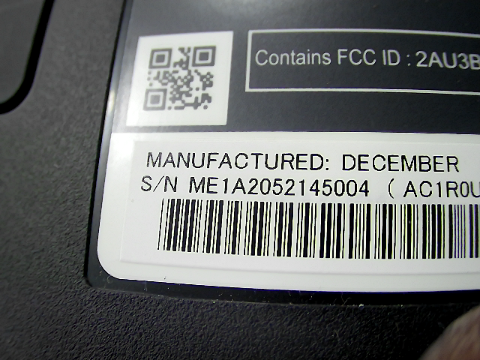 Contains FCC ID : 2AU3B
MANUFACTURED: DECEMBER
S/N ME1A2052145004 ( AC1R0U